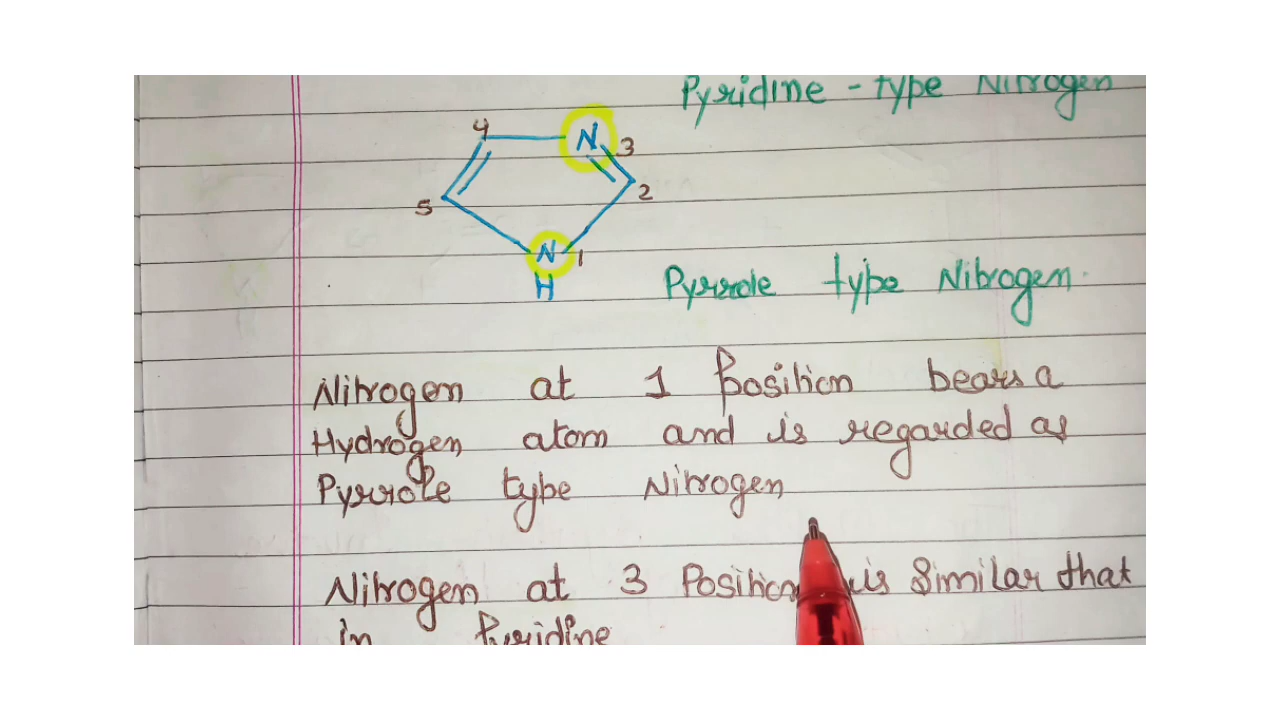 Pyridine - type Nitrogen
4
N
3
5
2
N
1
H
Pyrrole type Nitrogen.
Nitrogen at 1 Position bears a
Hydrogen atom and is regarded as
Pyrrole type Nitrogen
Nitrogen at 3 Position is Similar that
in Pyridine